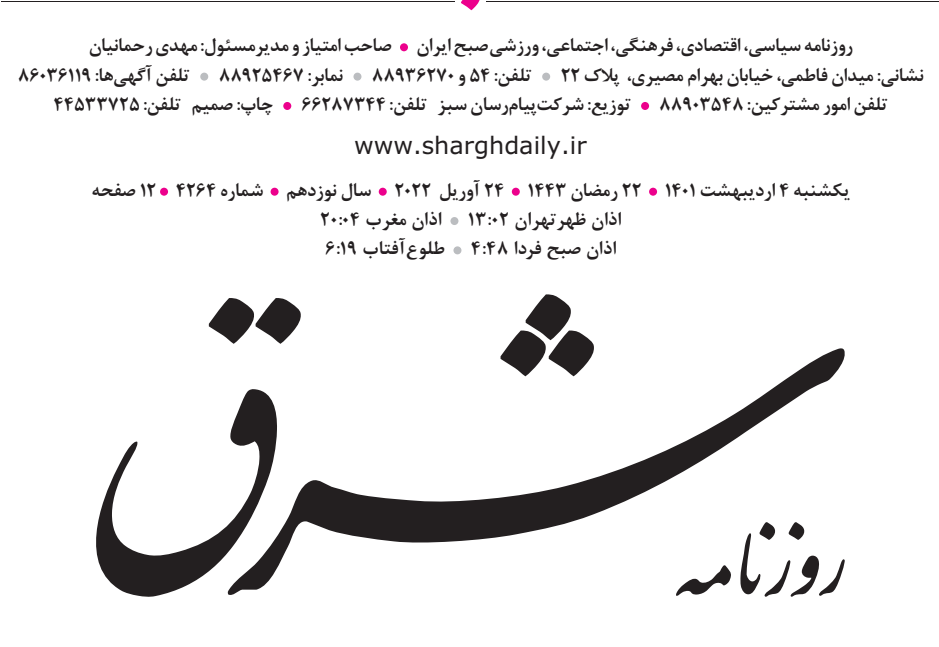 روزنامه سیاسی، اقتصادی، فرهنگی، اجتماعی، ورزشی صبح ایران ● صاحب امتیاز و مدیر مسئول: مهدی رحمانیان
نشانی: میدان فاطمی، خیابان بهرام مصیری، پلاک ۲۲ ● تلفن: ۵۴ و ۸۸۹۳۶۲۷۰ ● نمابر: ۸۸۹۲۵۴۶۷ ● تلفن آگهی‌ها: ۸۶۰۳۶۱۱۹
تلفن امور مشترکین: ۸۸۹۰۳۵۴۸ ● توزیع: شرکت پیام‌رسان سبز تلفن: ۶۶۲۸۷۳۴۴ ● چاپ: صمیم تلفن: ۴۴۵۳۳۷۲۵
www.sharghdaily.ir
یکشنبه ۴ اردیبهشت ۱۴۰۱ ● ۲۲ رمضان ۱۴۴۳ ● ۲۴ آوریل ۲۰۲۲ ● سال نوزدهم ● شماره ۴۲۶۴ ● ۱۲ صفحه
اذان ظهر تهران ۱۳:۰۲ ● اذان مغرب ۲۰:۰۴
اذان صبح فردا ۴:۴۸ ● طلوع آفتاب ۶:۱۹
روزنامه شرق